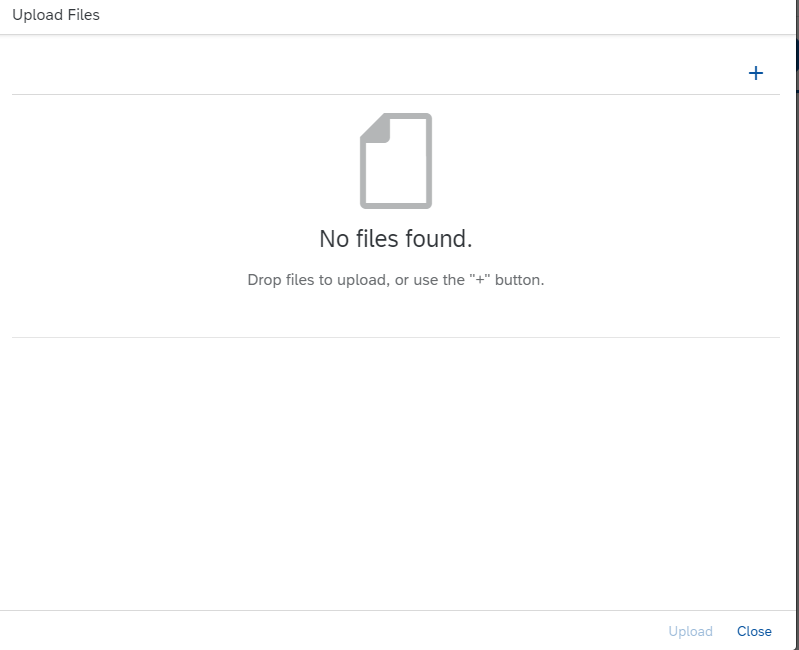 Upload Files
No files found.
Drop files to upload, or use the "+" button.
Upload Close